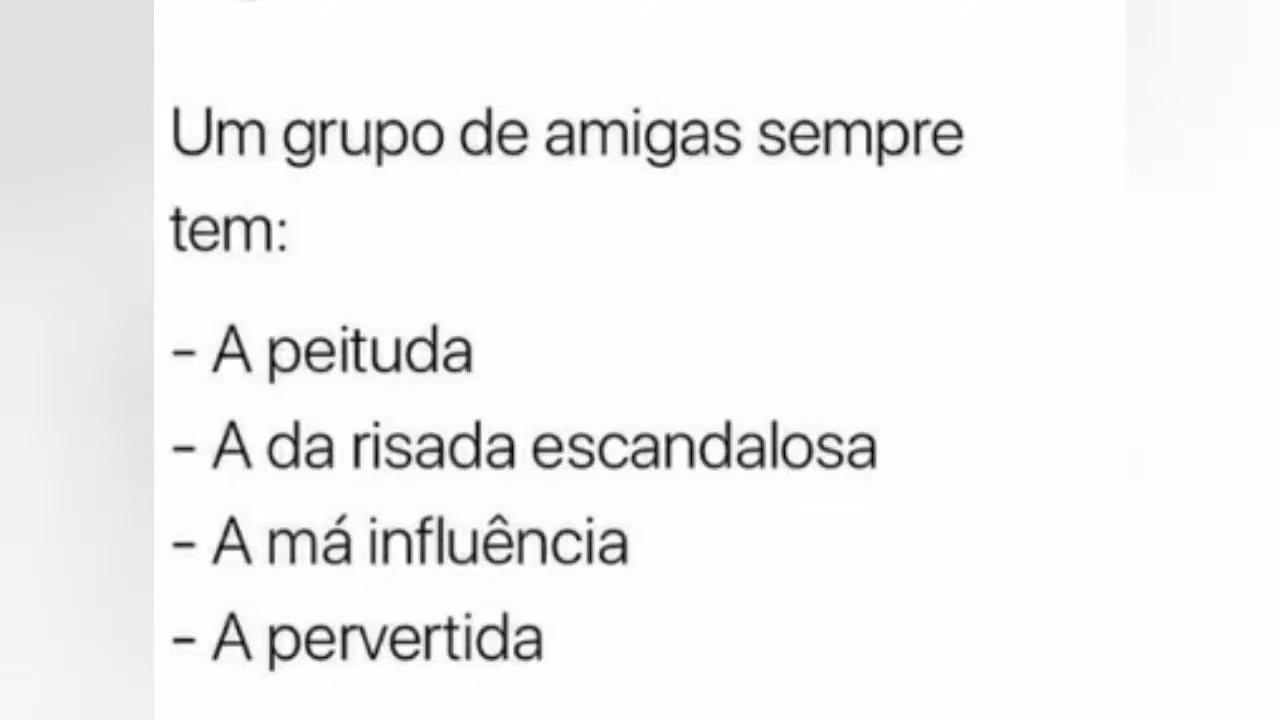 Um grupo de amigas sempre
tem:
- A peituda
- A da risada escandalosa
- A má influência
- A pervertida